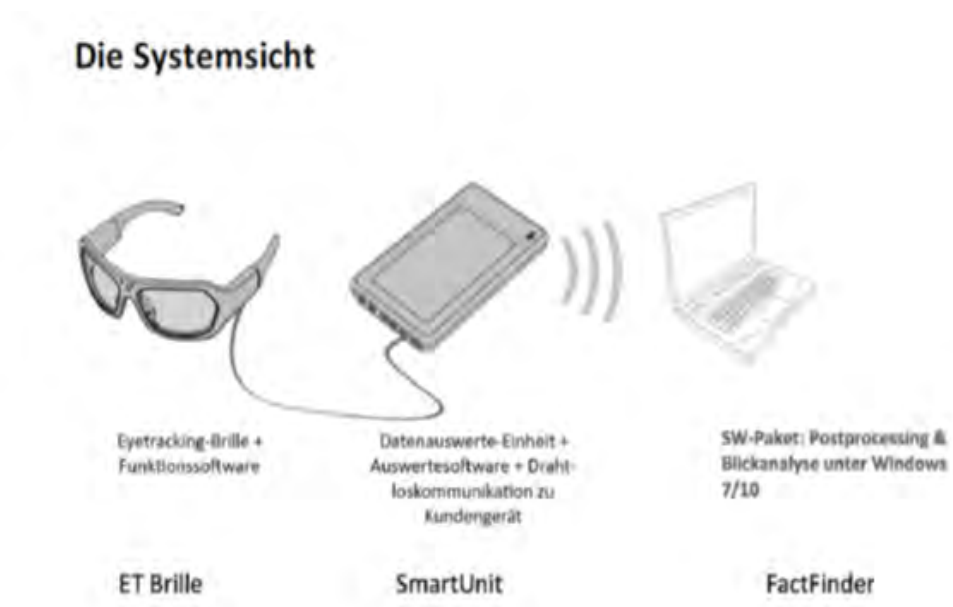 Die Systemsicht
Eyetracking-Brille +
Funktionssoftware
Datenauswerte-Einheit +
Auswertesoftware + Draht-
loskommunikation zu
Kundengerät
SW-Paket: Postprocessing &
Blickanalyse unter Windows
7/10
ET Brille
SmartUnit
FactFinder